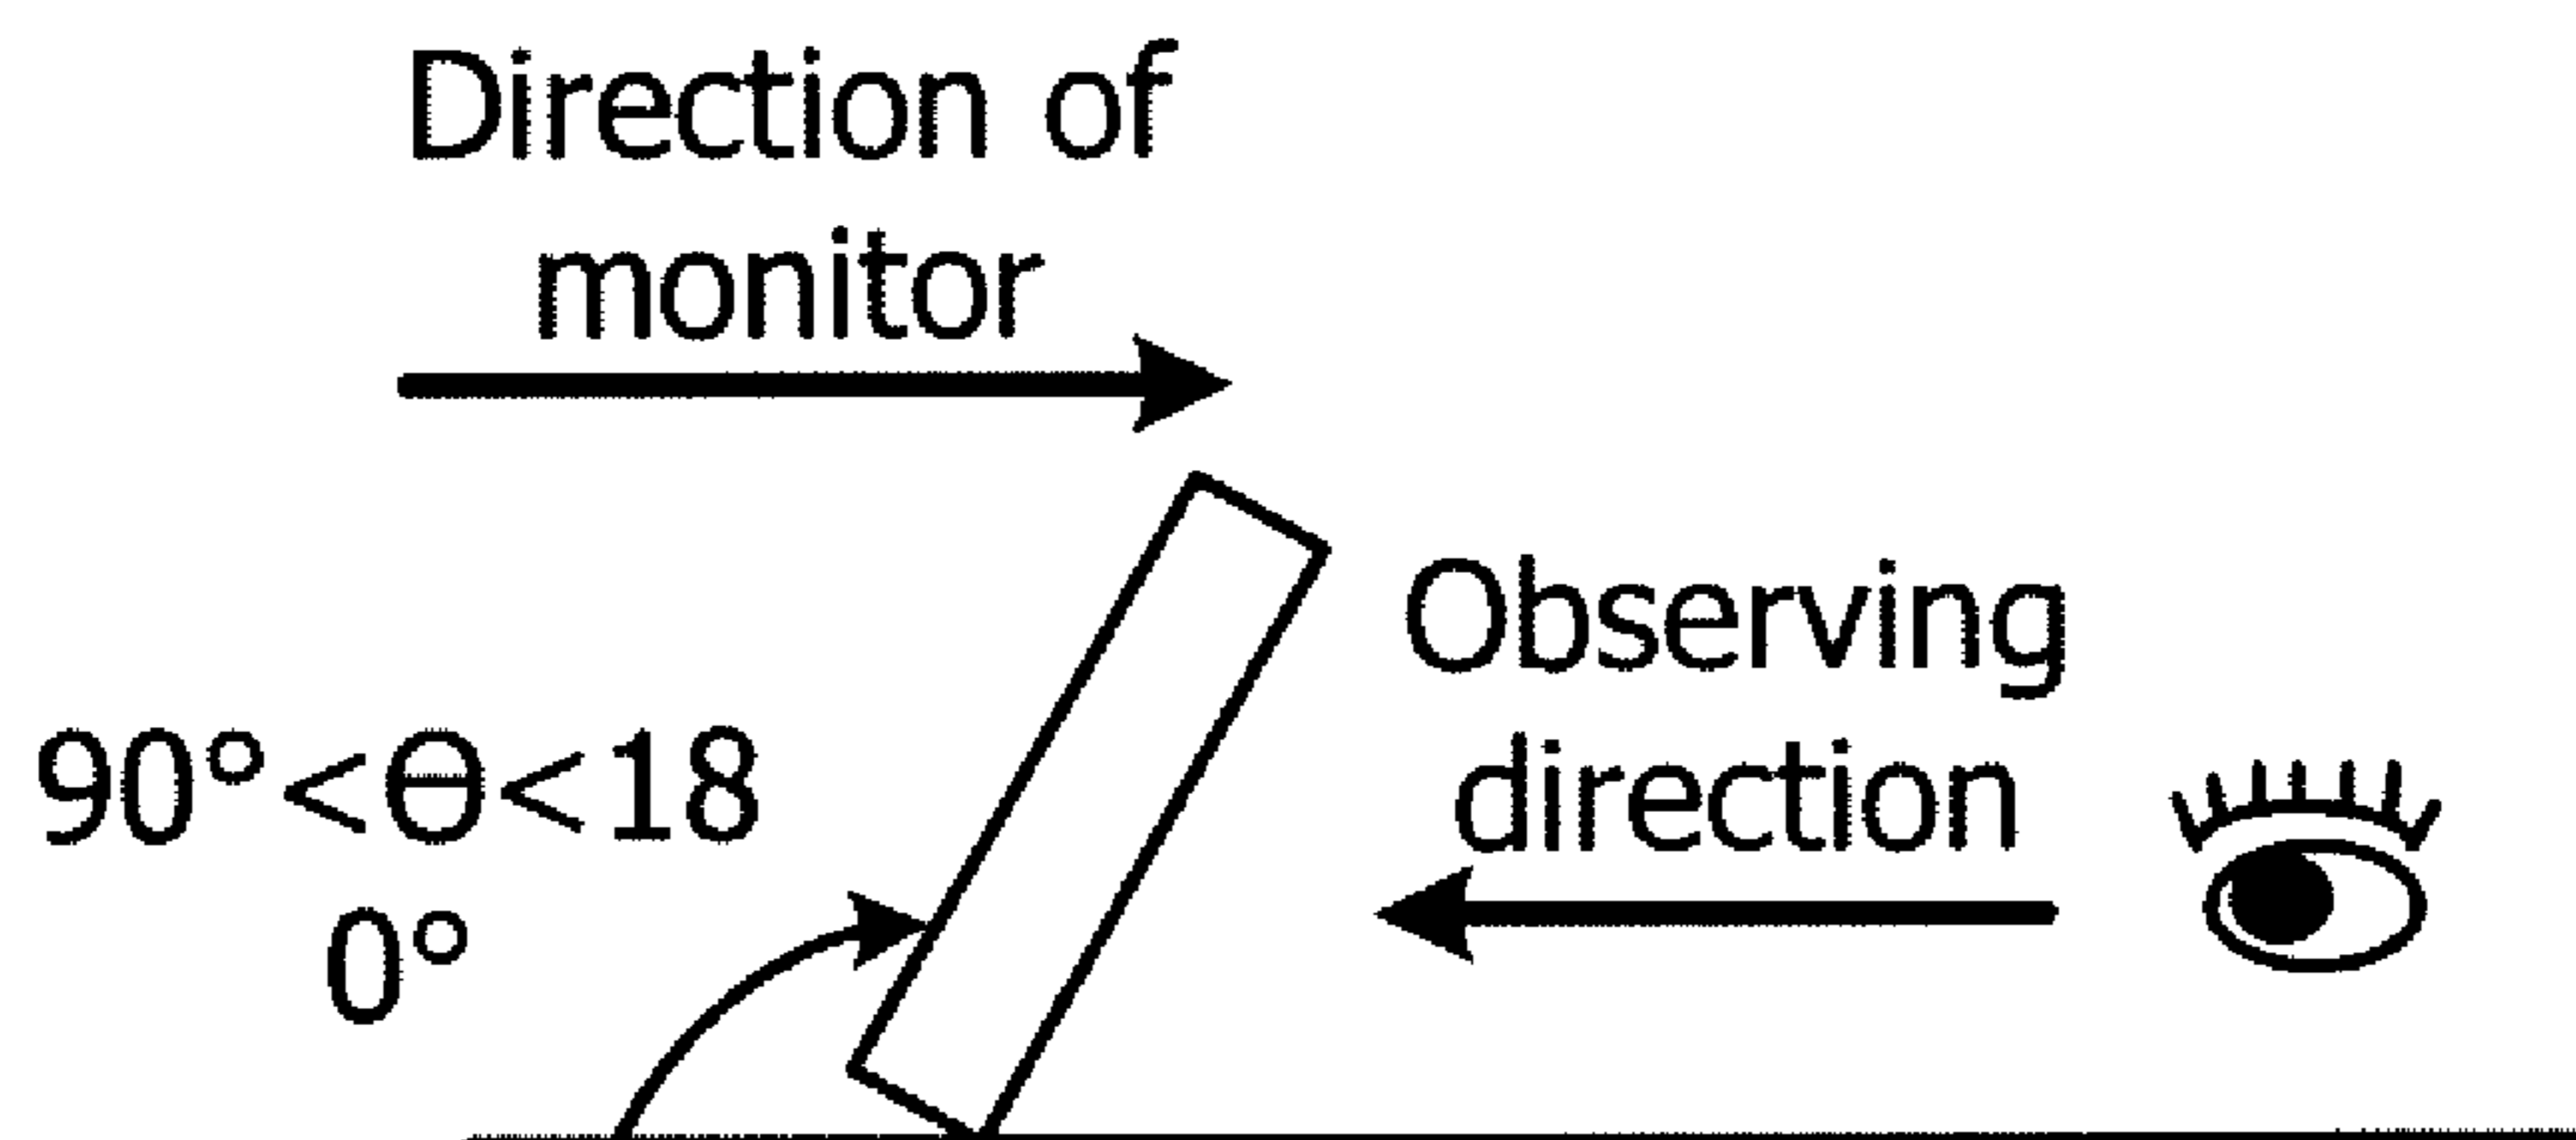 Direction of
monitor
Observing
direction
90°<Θ<18
0°